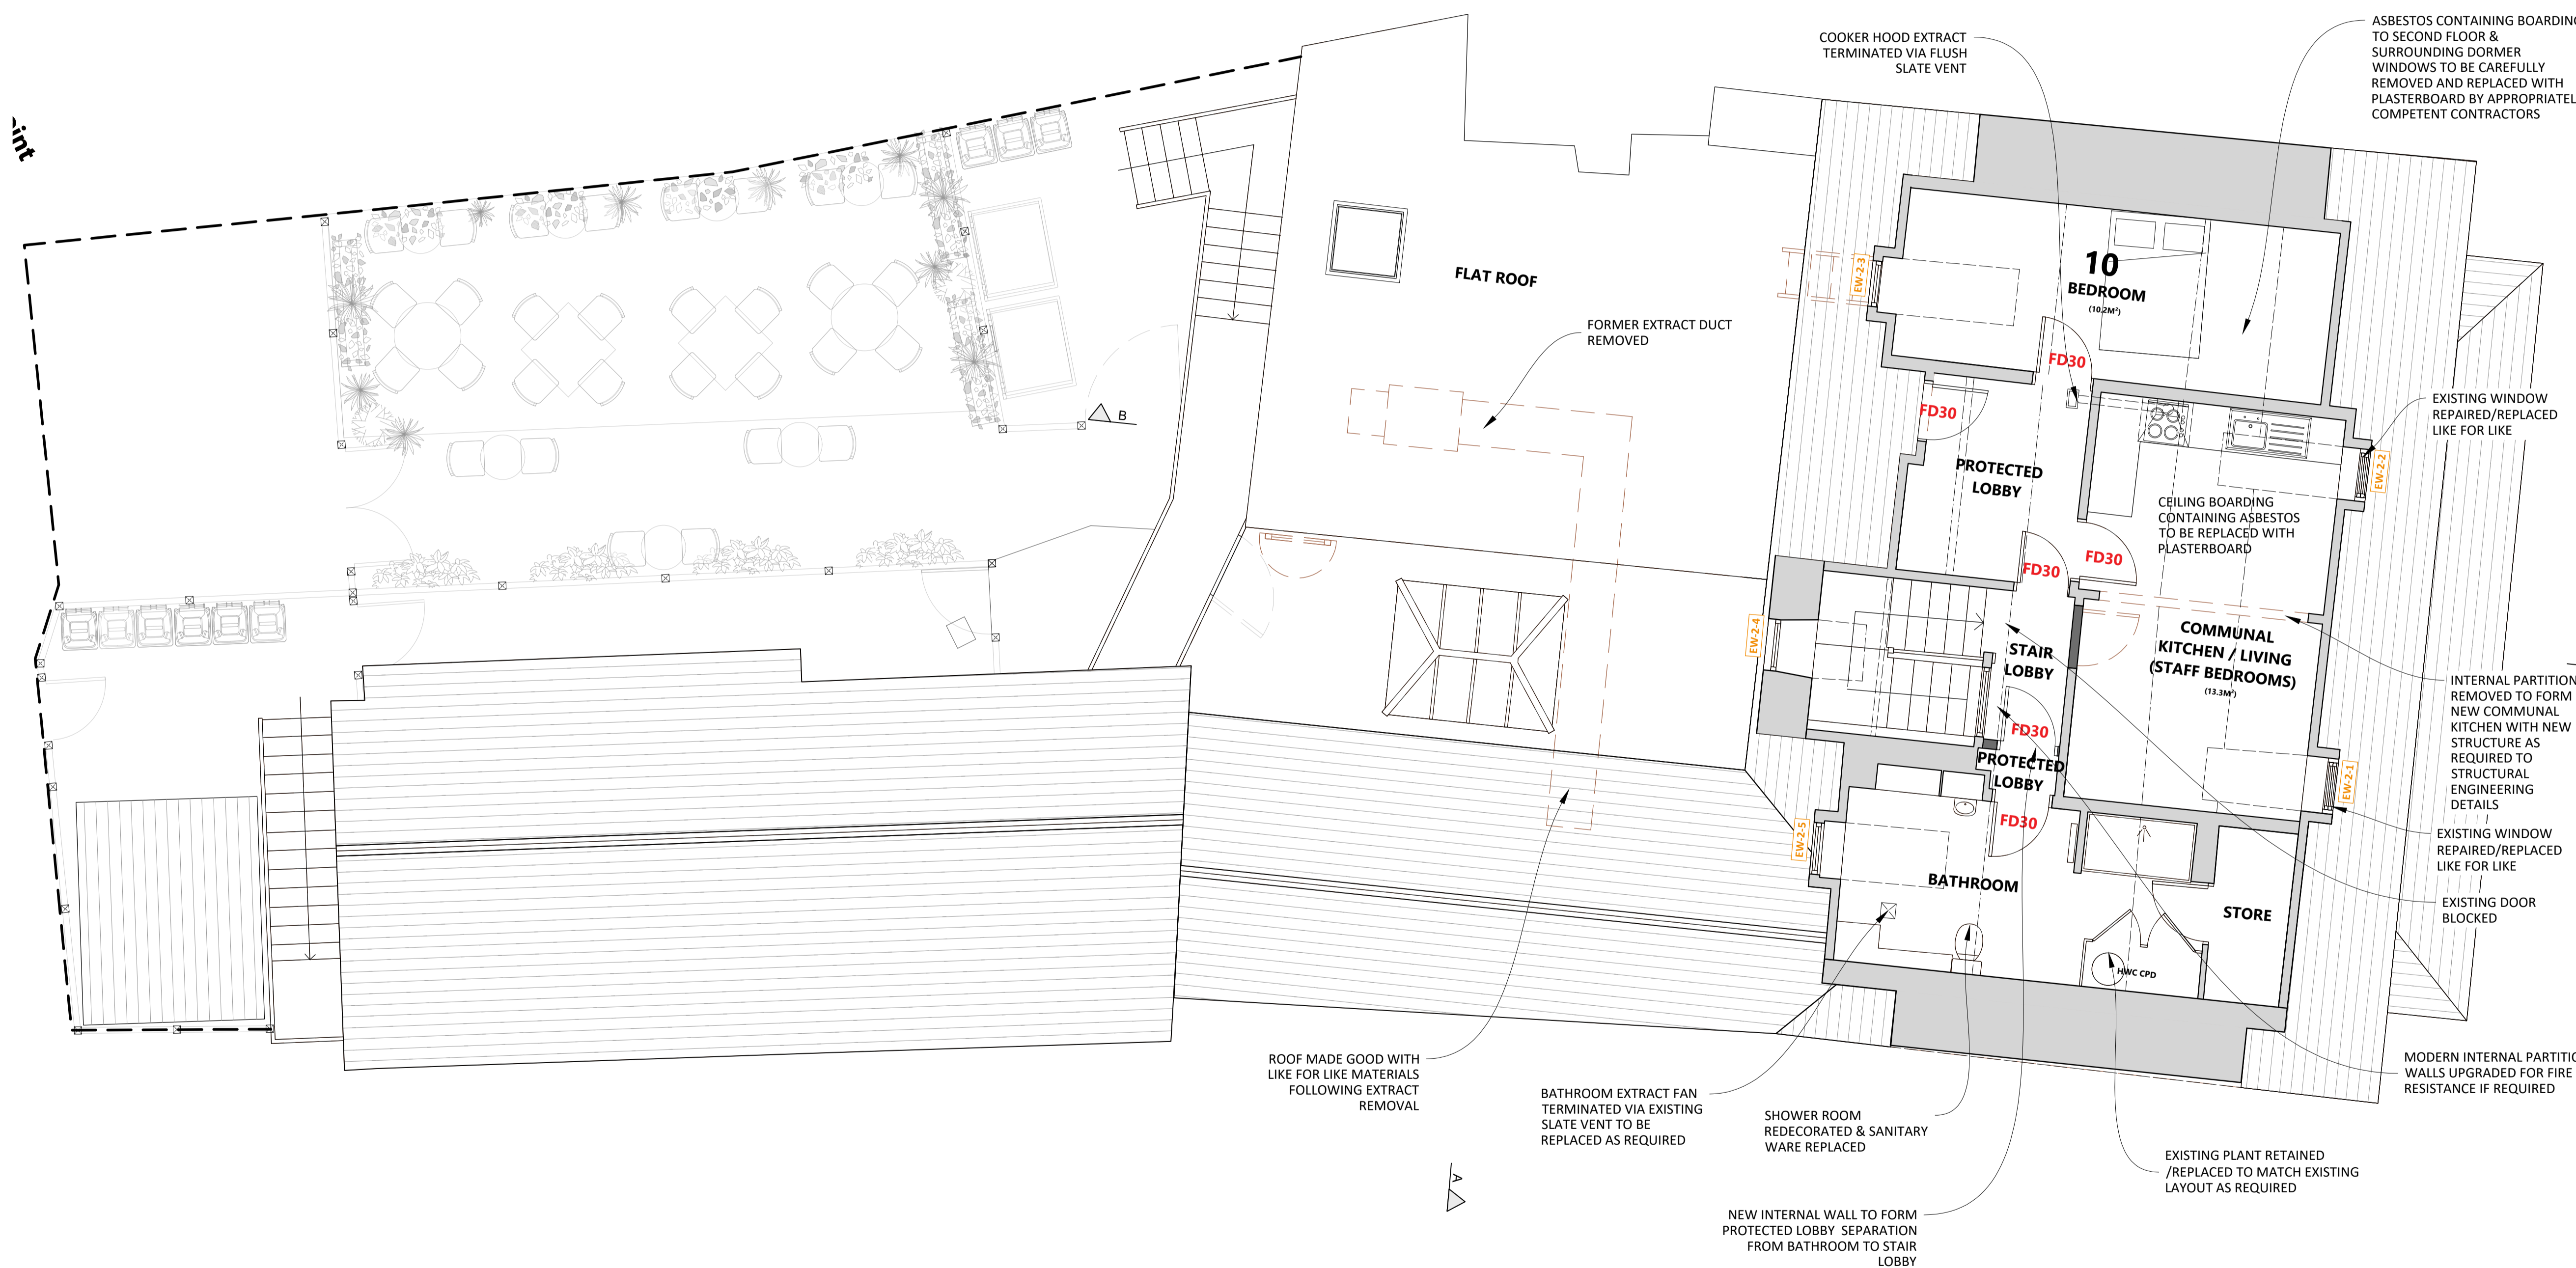 COOKER HOOD EXTRACT
TERMINATED VIA FLUSH
SLATE VENT
ASBESTOS CONTAINING BOARDING
TO SECOND FLOOR &
SURROUNDING DORMER
WINDOWS TO BE CAREFULLY
REMOVED AND REPLACED WITH
PLASTERBOARD BY APPROPRIATEL
COMPETENT CONTRACTORS
int
FLAT ROOF
EW-2-3
10
BEDROOM
(10.2M²)
FORMER EXTRACT DUCT
REMOVED
FD30
FD30
B
EXISTING WINDOW
REPAIRED/REPLACED
LIKE FOR LIKE
EW-2-2
PROTECTED
LOBBY
CEILING BOARDING
CONTAINING ASBESTOS
TO BE REPLACED WITH
PLASTERBOARD
FD30
FD30
EW-2-4
STAIR
LOBBY
COMMUNAL
KITCHEN / LIVING
(STAFF BEDROOMS)
(13.3M²)
INTERNAL PARTITION
REMOVED TO FORM
NEW COMMUNAL
KITCHEN WITH NEW
STRUCTURE AS
REQUIRED TO
STRUCTURAL
ENGINEERING
DETAILS
FD30
PROTECTED
LOBBY
EW-2-1
FD30
EW-2-5
EXISTING WINDOW
REPAIRED/REPLACED
LIKE FOR LIKE
BATHROOM
STORE
EXISTING DOOR
BLOCKED
HWC CPD
ROOF MADE GOOD WITH
LIKE FOR LIKE MATERIALS
FOLLOWING EXTRACT
REMOVAL
BATHROOM EXTRACT FAN
TERMINATED VIA EXISTING
SLATE VENT TO BE
REPLACED AS REQUIRED
SHOWER ROOM
REDECORATED & SANITARY
WARE REPLACED
MODERN INTERNAL PARTITIO
WALLS UPGRADED FOR FIRE
RESISTANCE IF REQUIRED
EXISTING PLANT RETAINED
/REPLACED TO MATCH EXISTING
LAYOUT AS REQUIRED
A
NEW INTERNAL WALL TO FORM
PROTECTED LOBBY SEPARATION
FROM BATHROOM TO STAIR
LOBBY